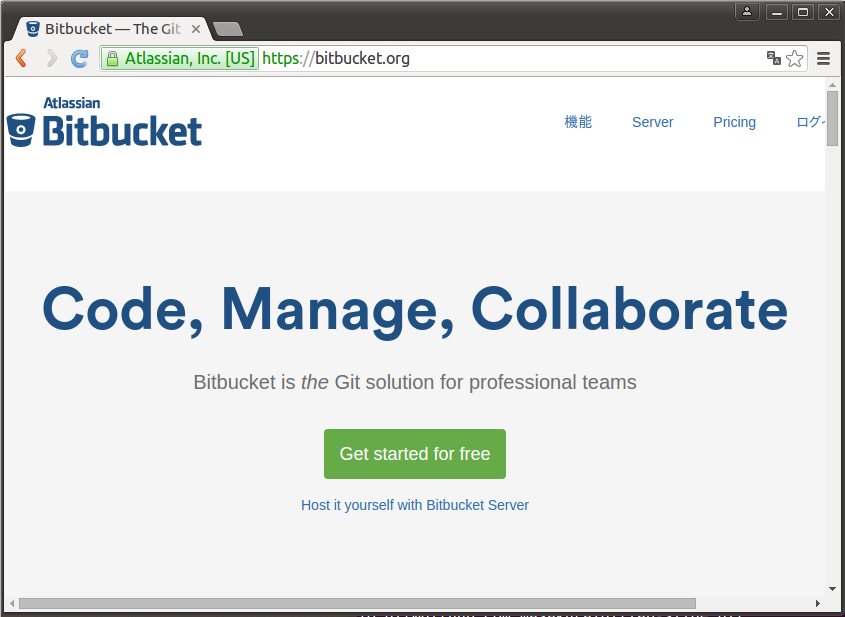 Bitbucket — The Git
Atlassian, Inc. [US] https://bitbucket.org
Atlassian
Bitbucket
機能 Server Pricing ログ
Code, Manage, Collaborate
Bitbucket is the Git solution for professional teams
Get started for free
Host it yourself with Bitbucket Server